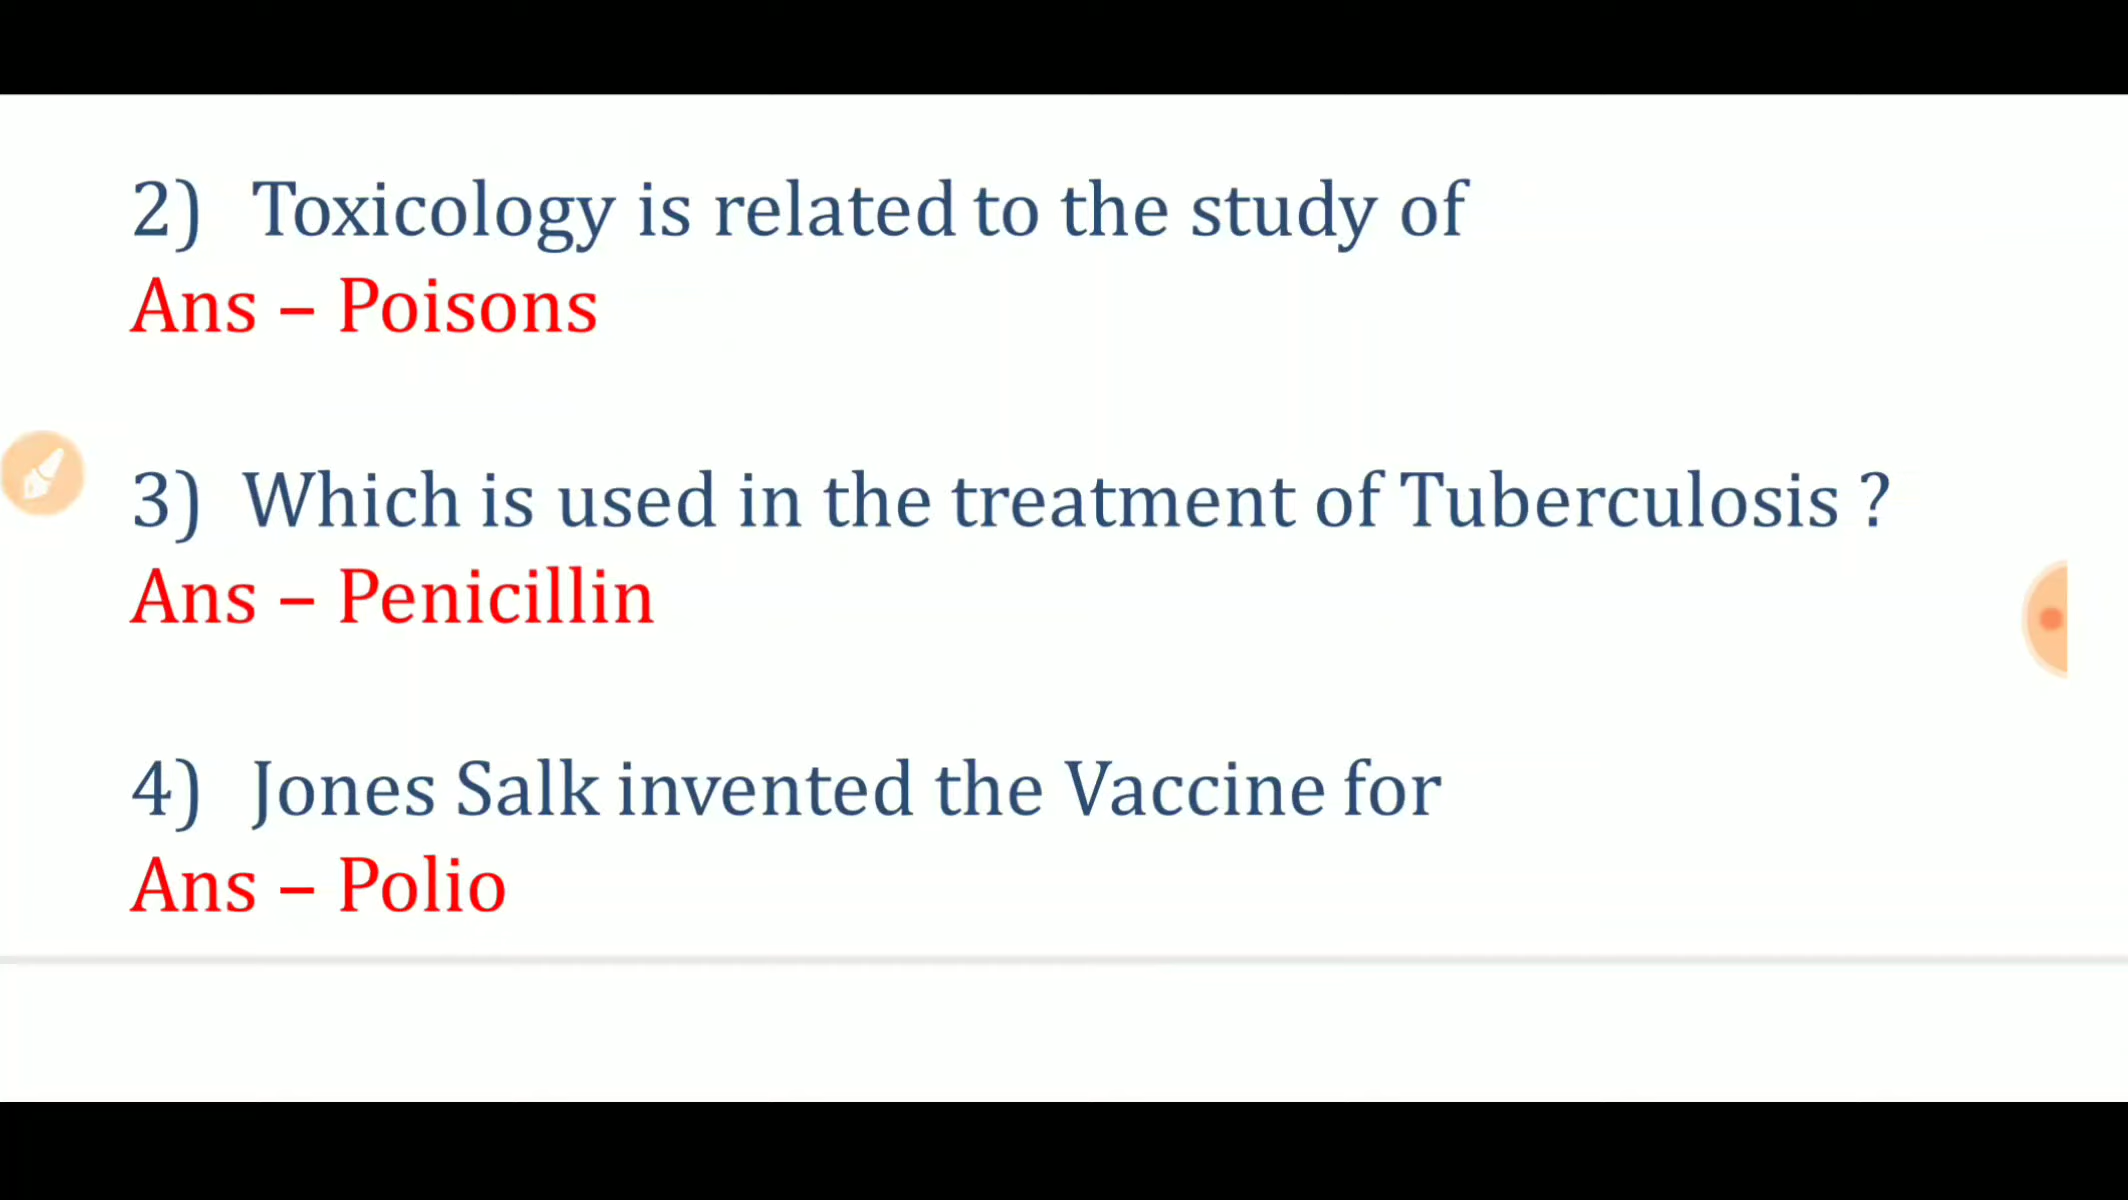 2) Toxicology is related to the study of
Ans – Poisons
3) Which is used in the treatment of Tuberculosis ?
Ans – Penicillin
4) Jones Salk invented the Vaccine for
Ans – Polio